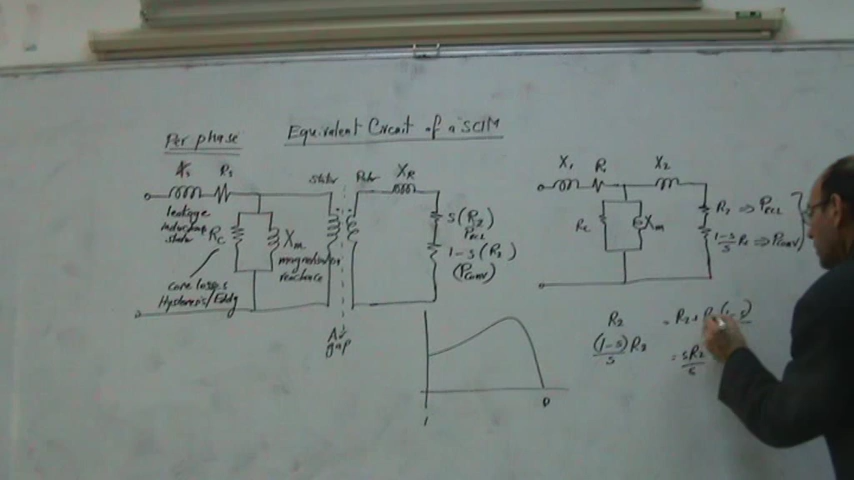 Equivalent Circuit of a SCIM
Per phase
X₁ R₁
leakage
stator
Rc
Xm
magnetization
reactance
core losses
Hysteresis/Eddy
Stator Rotor
Air
gap
XR
S(R₂)
PRCL
1-S(R₂)
(Pconv)
1
0
X₁ R₁ X₂
Rc
Xm
R₂ ⇒ PRCL
1-s/s R₂ ⇒ Pconv
R₂
(1-s)/s R₂
= R₂ +
= sR₂/s